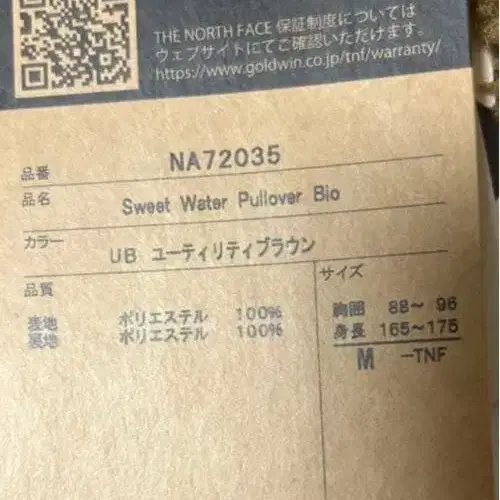 THE NORTH FACE 保証制度については
ウェブサイトにてご確認いただけます。
https://www.goldwin.co.jp/tnf/warranty/
品番 NA72035
品名 Sweet Water Pullover Bio
カラー UB ユーティリティブラウン
品質
表地 ポリエステル 100%
裏地 ポリエステル 100%
サイズ
胸囲 88～ 96
身長 165～175
M -TNF